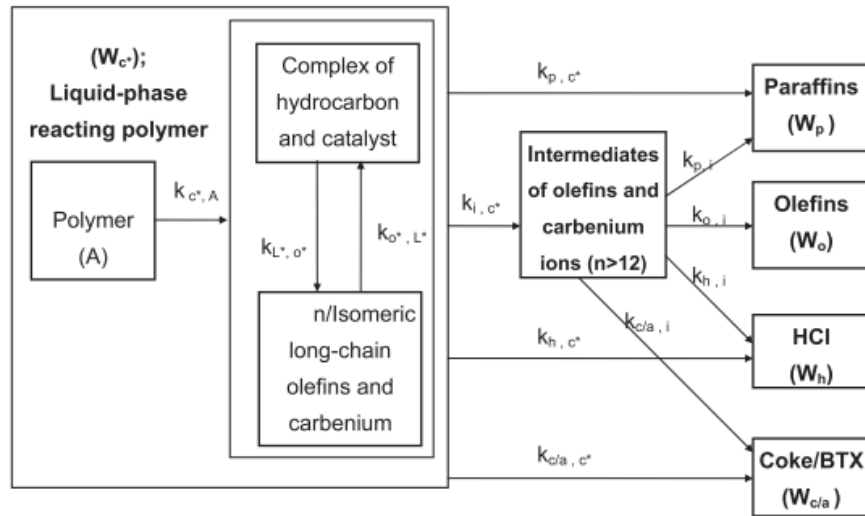 (W_c*);
Liquid-phase
reacting polymer
Polymer
(A)
k_c*, A
Complex of
hydrocarbon
and catalyst
k_L*, o*
k_o*, L*
n/Isomeric
long-chain
olefins and
carbenium
k_p, c*
k_i, c*
k_h, c*
k_c/a, c*
Intermediates
of olefins and
carbenium
ions (n>12)
k_p, i
k_o, i
k_h, i
k_c/a, i
Paraffins
(W_p)
Olefins
(W_o)
HCl
(W_h)
Coke/BTX
(W_c/a)